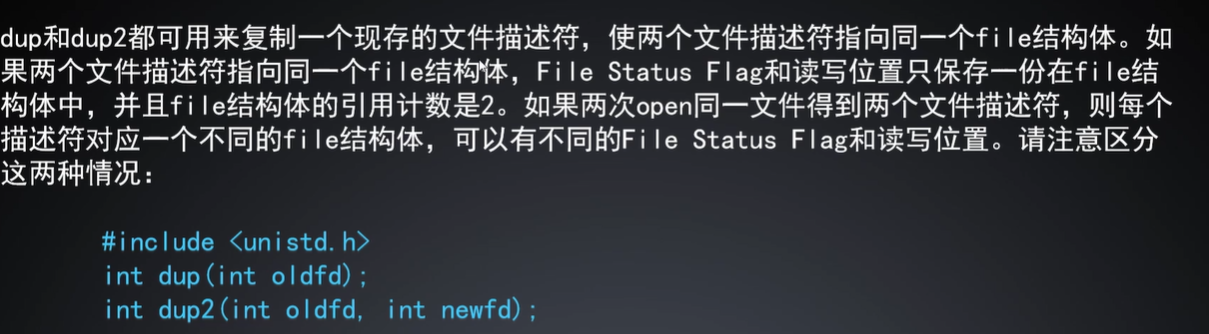 dup和dup2都可用来复制一个现存的文件描述符，使两个文件描述符指向同一个file结构体。如
果两个文件描述符指向同一个file结构体，File Status Flag和读写位置只保存一份在file结
构体中，并且file结构体的引用计数是2。如果两次open同一文件得到两个文件描述符，则每个
描述符对应一个不同的file结构体，可以有不同的File Status Flag和读写位置。请注意区分
这两种情况：
#include <unistd.h>
int dup(int oldfd);
int dup2(int oldfd, int newfd);